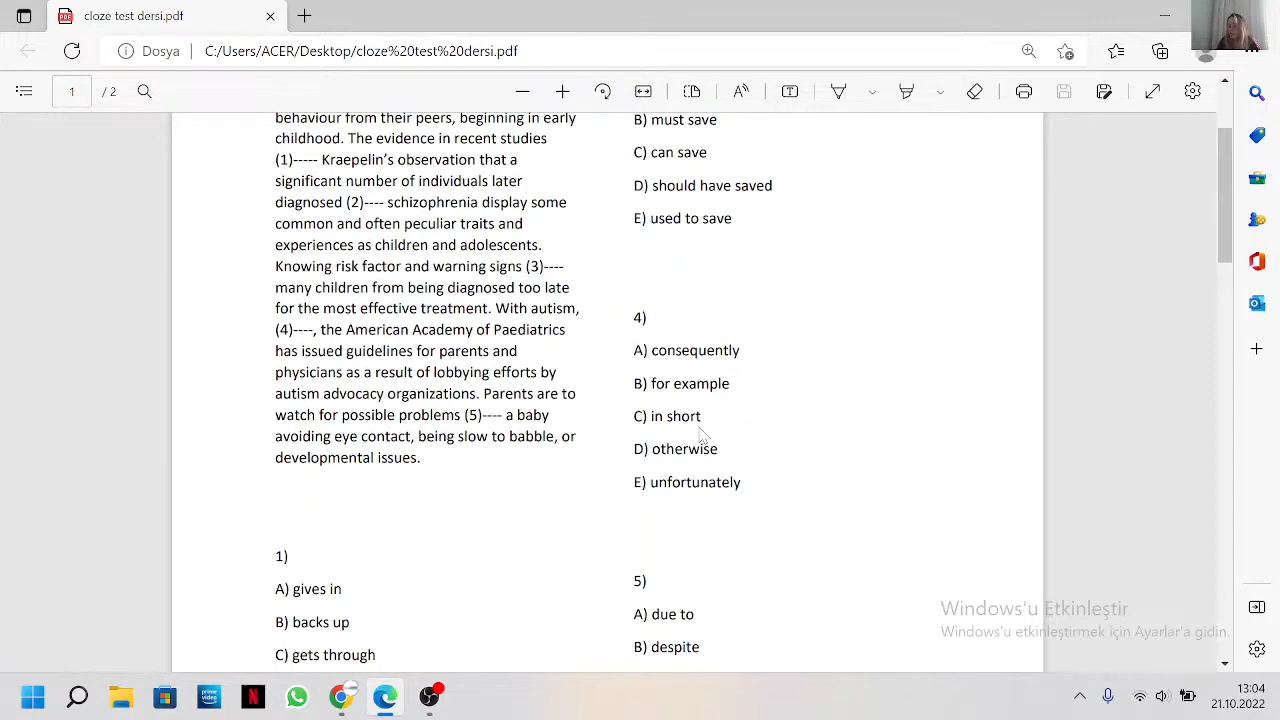 cloze test dersi.pdf
Dosya
C:/Users/ACER/Desktop/cloze%20test%20dersi.pdf
1
/ 2
behaviour from their peers, beginning in early
childhood. The evidence in recent studies
(1)----- Kraepelin's observation that a
significant number of individuals later
diagnosed (2)---- schizophrenia display some
common and often peculiar traits and
experiences as children and adolescents.
Knowing risk factor and warning signs (3)----
many children from being diagnosed too late
for the most effective treatment. With autism,
(4)----, the American Academy of Paediatrics
has issued guidelines for parents and
physicians as a result of lobbying efforts by
autism advocacy organizations. Parents are to
watch for possible problems (5)---- a baby
avoiding eye contact, being slow to babble, or
developmental issues.
1)
A) gives in
B) backs up
C) gets through
B) must save
C) can save
D) should have saved
E) used to save
4)
A) consequently
B) for example
C) in short
D) otherwise
E) unfortunately
5)
A) due to
B) despite
Windows'u Etkinleştir
Windows'u etkinleştirmek için Ayarlar'a gidin.
prime
video
N
13:04
21.10.2022